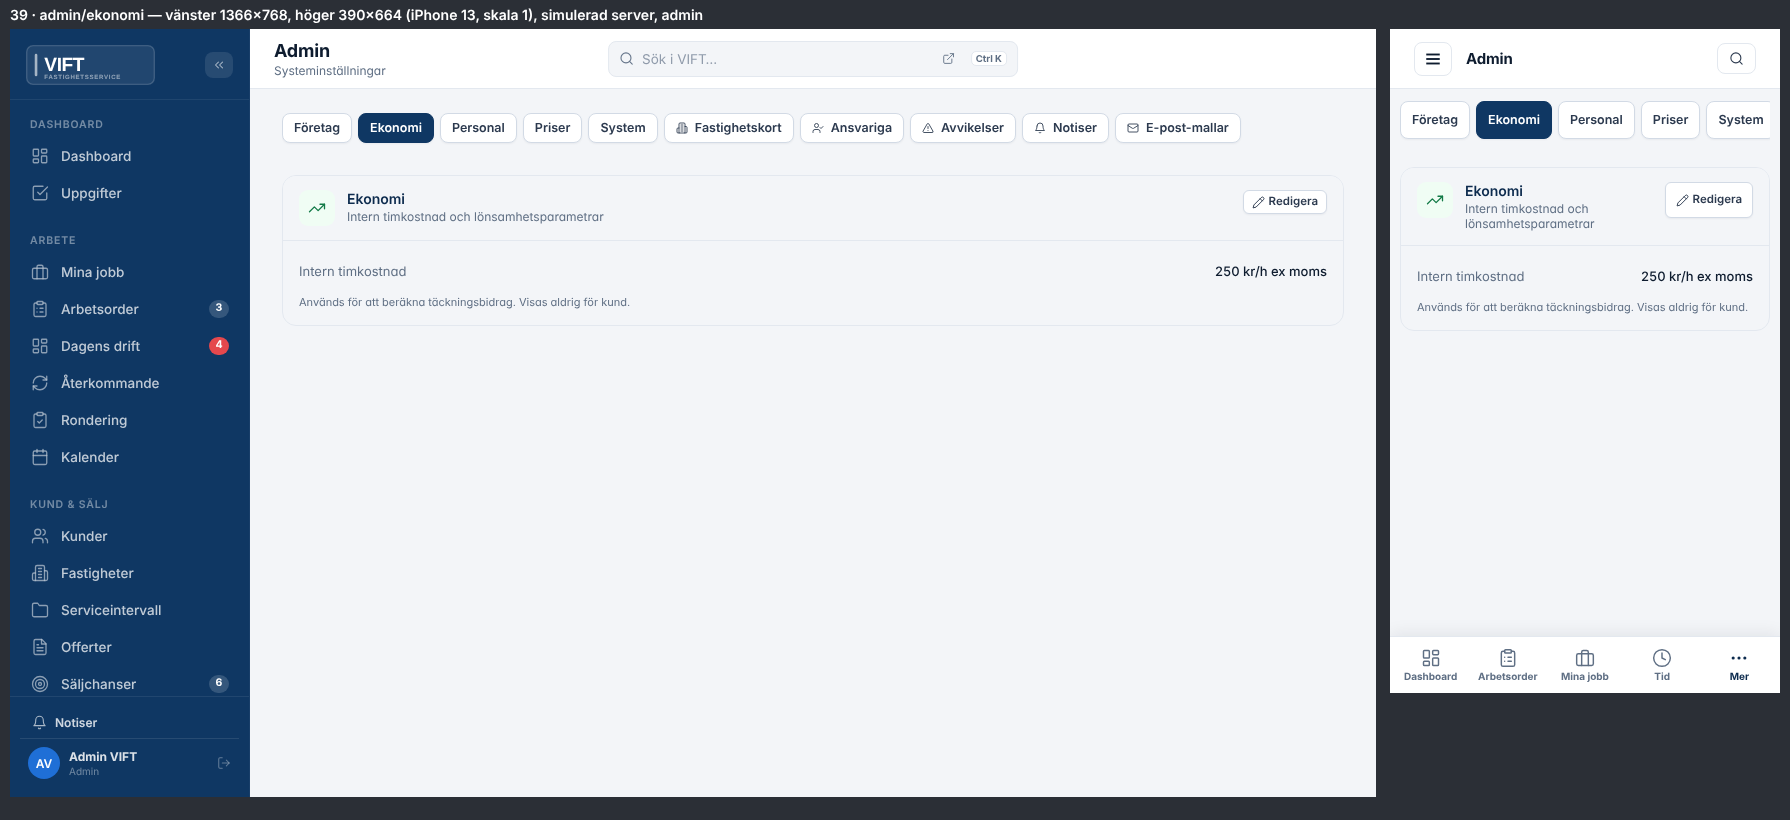 39 · admin/ekonomi — vänster 1366×768, höger 390×664 (iPhone 13, skala 1), simulerad server, admin
VIFT
FASTIGHETSSERVICE
DASHBOARD
Dashboard
Uppgifter
ARBETE
Mina jobb
Arbetsorder 3
Dagens drift 4
Återkommande
Rondering
Kalender
KUND & SÄLJ
Kunder
Fastigheter
Serviceintervall
Offerter
Säljchanser 6
Notiser
AV Admin VIFT
Admin
Admin
Systeminställningar
Sök i VIFT... Ctrl K
Företag Ekonomi Personal Priser System Fastighetskort Ansvariga Avvikelser Notiser E-post-mallar
Ekonomi
Intern timkostnad och lönsamhetsparametrar
Redigera
Intern timkostnad 250 kr/h ex moms
Används för att beräkna täckningsbidrag. Visas aldrig för kund.
Admin
Företag Ekonomi Personal Priser System
Ekonomi
Intern timkostnad och
lönsamhetsparametrar
Redigera
Intern timkostnad 250 kr/h ex moms
Används för att beräkna täckningsbidrag. Visas aldrig för kund.
Dashboard Arbetsorder Mina jobb Tid Mer